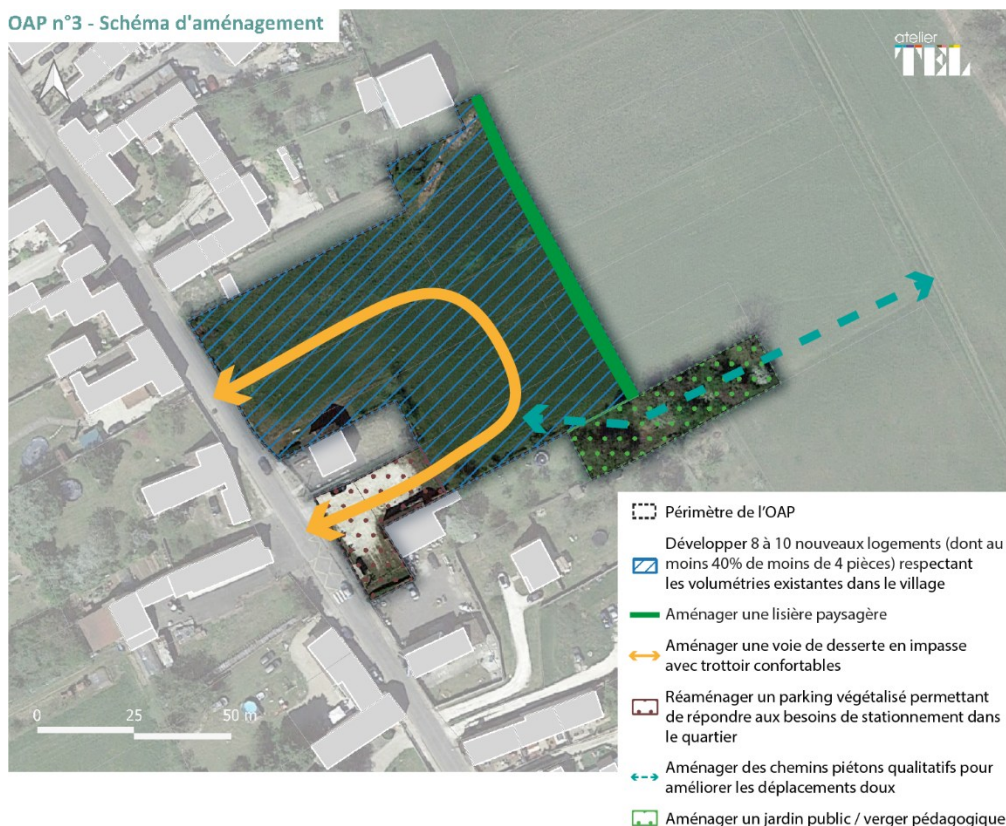 OAP n°3 - Schéma d'aménagement
atelier
TEL
0 25 50 m
Périmètre de l'OAP
Développer 8 à 10 nouveaux logements (dont au
moins 40% de moins de 4 pièces) respectant
les volumétries existantes dans le village
Aménager une lisière paysagère
Aménager une voie de desserte en impasse
avec trottoir confortables
Réaménager un parking végétalisé permettant
de répondre aux besoins de stationnement dans
le quartier
Aménager des chemins piétons qualitatifs pour
améliorer les déplacements doux
Aménager un jardin public / verger pédagogique